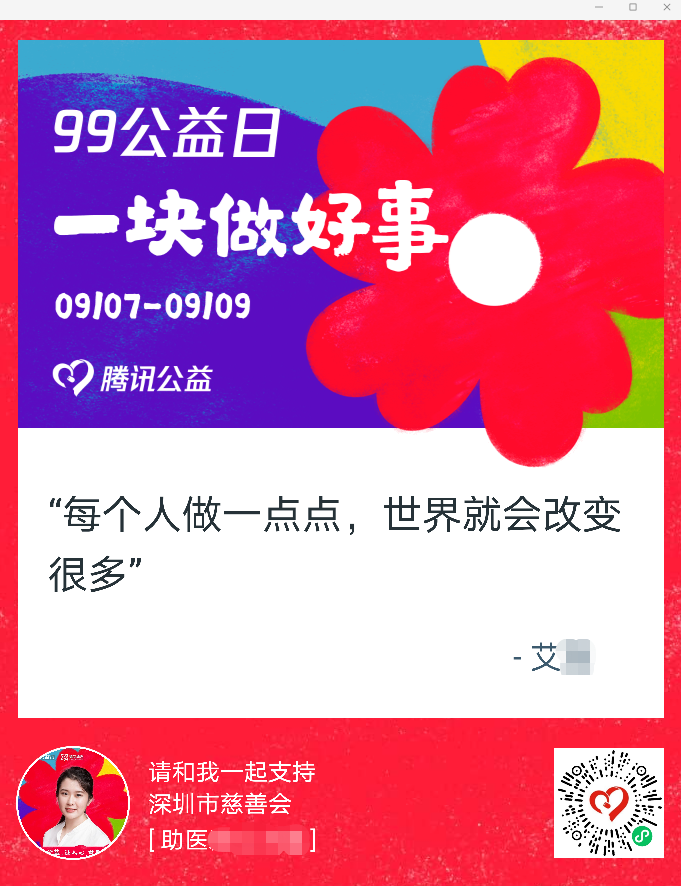 99公益日
一块做好事
09/07-09/09
腾讯公益
“每个人做一点点，世界就会改变
很多”
- 艾
请和我一起支持
深圳市慈善会
[ 助医 ]